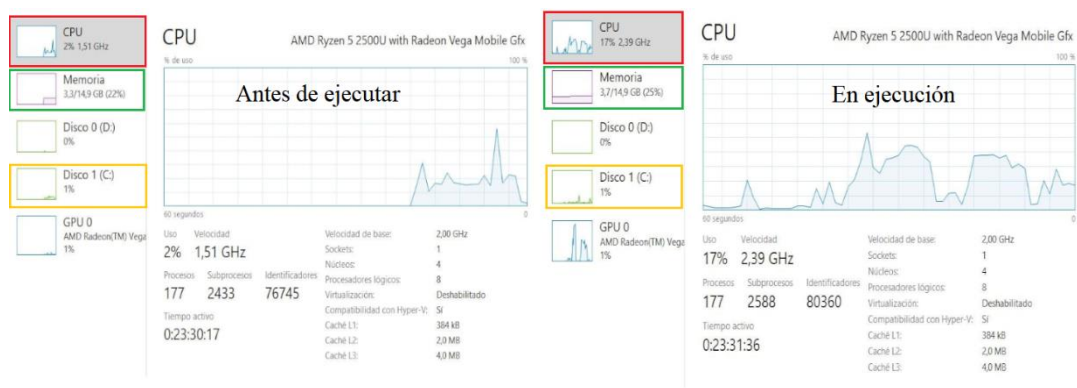 CPU
2% 1,51 GHz
Memoria
3,3/14,9 GB (22%)
Disco 0 (D:)
0%
Disco 1 (C:)
1%
GPU 0
AMD Radeon(TM) Vega
1%
CPU
AMD Ryzen 5 2500U with Radeon Vega Mobile Gfx
% de uso
100 %
Antes de ejecutar
60 segundos
0
Uso
Velocidad
2%
1,51 GHz
Procesos
Subprocesos
Identificadores
177
2433
76745
Tiempo activo
0:23:30:17
Velocidad de base:
2,00 GHz
Sockets:
1
Núcleos:
4
Procesadores lógicos:
8
Virtualización:
Deshabilitado
Compatibilidad con Hyper-V:
Sí
Caché L1:
384 kB
Caché L2:
2,0 MB
Caché L3:
4,0 MB
CPU
17% 2,39 GHz
Memoria
3,7/14,9 GB (25%)
Disco 0 (D:)
0%
Disco 1 (C:)
1%
GPU 0
AMD Radeon(TM) Vega
1%
CPU
AMD Ryzen 5 2500U with Radeon Vega Mobile Gfx
% de uso
100 %
En ejecución
60 segundos
0
Uso
Velocidad
17%
2,39 GHz
Procesos
Subprocesos
Identificadores
177
2588
80360
Tiempo activo
0:23:31:36
Velocidad de base:
2,00 GHz
Sockets:
1
Núcleos:
4
Procesadores lógicos:
8
Virtualización:
Deshabilitado
Compatibilidad con Hyper-V:
Sí
Caché L1:
384 kB
Caché L2:
2,0 MB
Caché L3:
4,0 MB